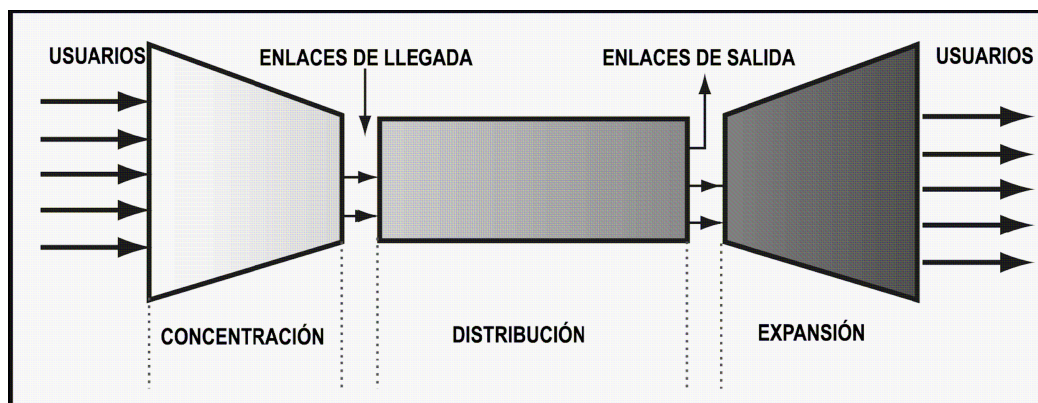 USUARIOS
ENLACES DE LLEGADA
ENLACES DE SALIDA
USUARIOS
CONCENTRACIÓN
DISTRIBUCIÓN
EXPANSIÓN